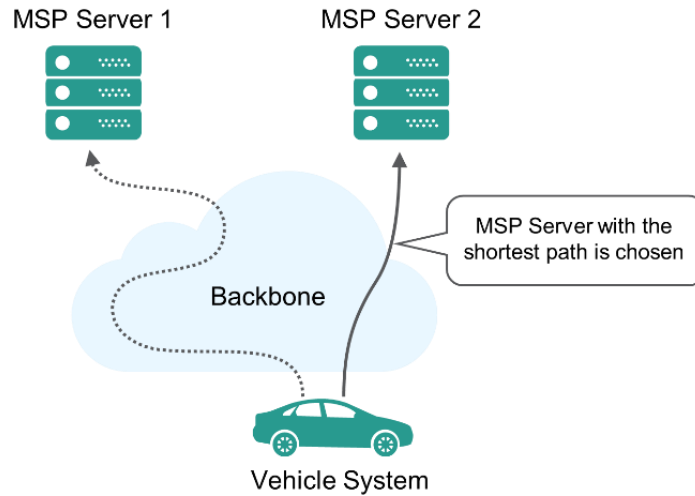 MSP Server 1
MSP Server 2
MSP Server with the
shortest path is chosen
Backbone
Vehicle System